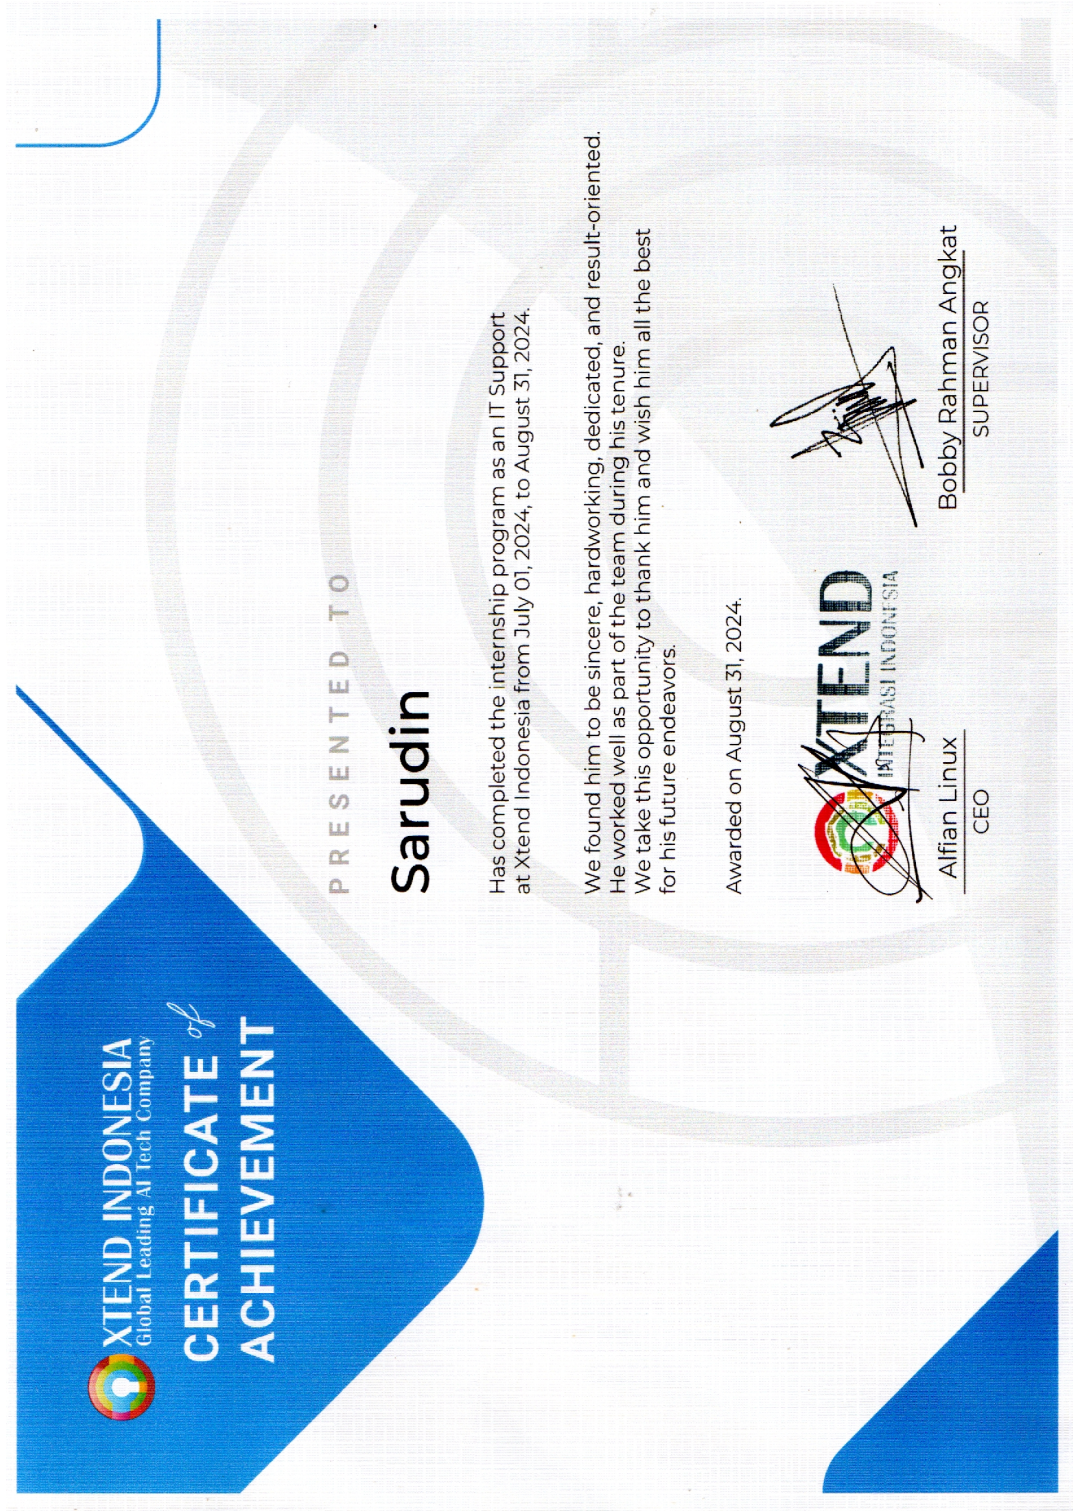 XTEND INDONESIA
Global Leading AI Tech Company
CERTIFICATE of
ACHIEVEMENT
PRESENTED TO
Sarudin
Has completed the internship program as an IT Support
at Xtend Indonesia from July 01, 2024, to August 31, 2024.
We found him to be sincere, hardworking, dedicated, and result-oriented.
He worked well as part of the team during his tenure.
We take this opportunity to thank him and wish him all the best
for his future endeavors.
Awarded on August 31, 2024.
XTEND
INTEGRASI INDONESIA
Alfian Linux
CEO
Bobby Rahman Angkat
SUPERVISOR